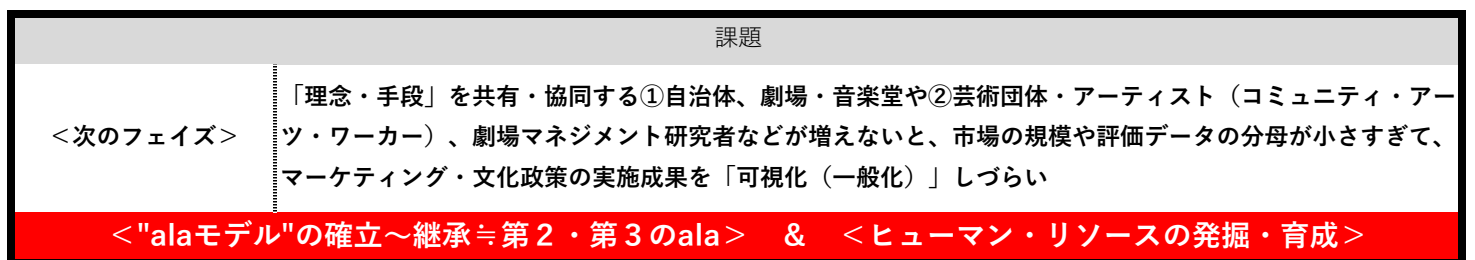 課題
<次のフェイズ>
「理念・手段」を共有・協同する①自治体、劇場・音楽堂や②芸術団体・アーティスト（コミュニティ・アー
ツ・ワーカー）、劇場マネジメント研究者などが増えないと、市場の規模や評価データの分母が小さすぎて、
マーケティング・文化政策の実施成果を「可視化（一般化）」しづらい
＜"alaモデル"の確立～継承≒第２・第３のala＞　&　＜ヒューマン・リソースの発掘・育成＞